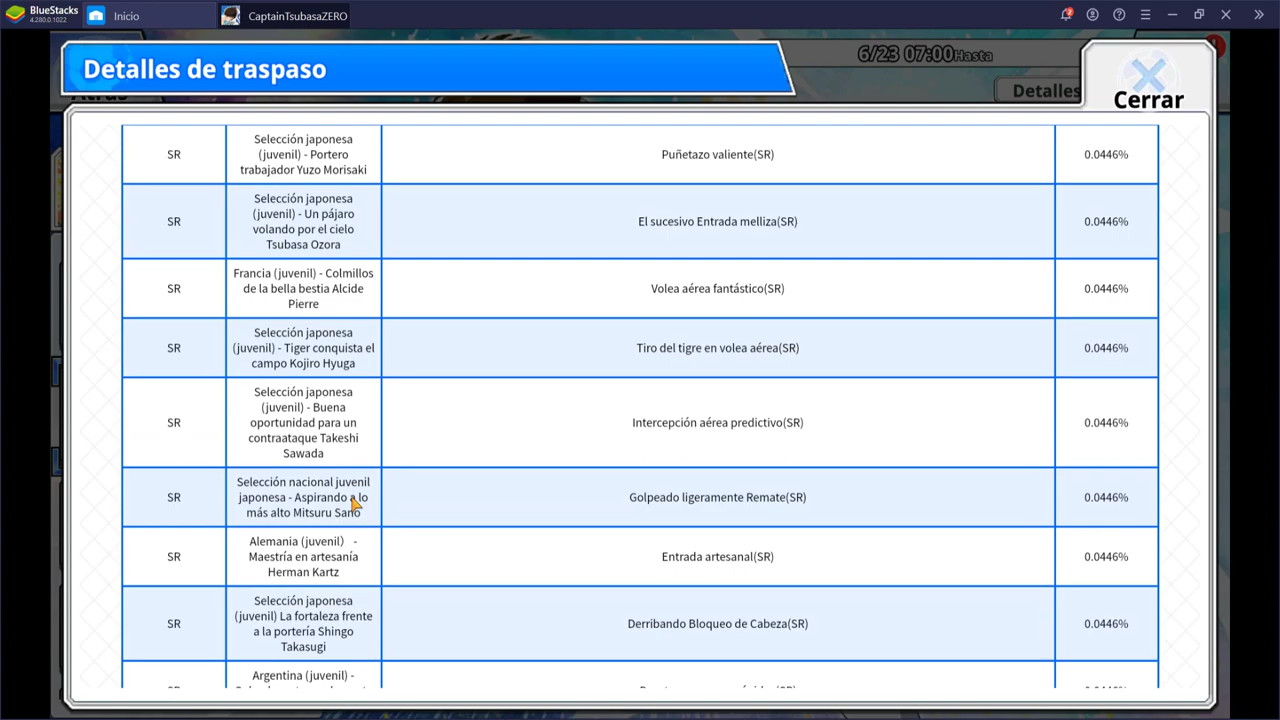 BlueStacks
4.280.0.1022
Inicio
CaptainTsubasaZERO
2
Detalles de traspaso
6/23 07:00Hasta
Detalles
Cerrar
Atrás
SR
Selección japonesa
(juvenil) - Portero
trabajador Yuzo Morisaki
Puñetazo valiente(SR)
0.0446%
SR
Selección japonesa
(juvenil) - Un pájaro
volando por el cielo
Tsubasa Ozora
El sucesivo Entrada melliza(SR)
0.0446%
SR
Francia (juvenil) - Colmillos
de la bella bestia Alcide
Pierre
Volea aérea fantástico(SR)
0.0446%
SR
Selección japonesa
(juvenil) - Tiger conquista el
campo Kojiro Hyuga
Tiro del tigre en volea aérea(SR)
0.0446%
SR
Selección japonesa
(juvenil) - Buena
oportunidad para un
contraataque Takeshi
Sawada
Intercepción aérea predictivo(SR)
0.0446%
SR
Selección nacional juvenil
japonesa - Aspirando a lo
más alto Mitsuru Sano
Golpeado ligeramente Remate(SR)
0.0446%
SR
Alemania (juvenil) -
Maestría en artesanía
Herman Kartz
Entrada artesanal(SR)
0.0446%
SR
Selección japonesa
(juvenil) La fortaleza frente
a la portería Shingo
Takasugi
Derribando Bloqueo de Cabeza(SR)
0.0446%
Argentina (juvenil) -